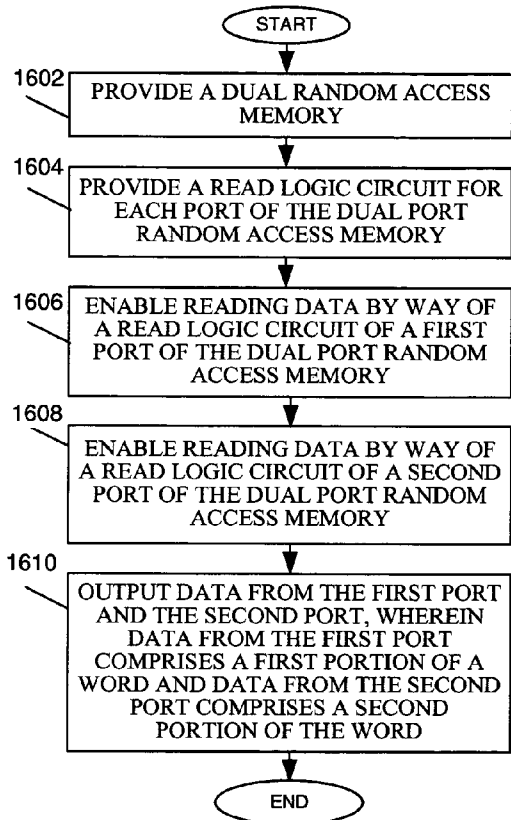 START
1602
PROVIDE A DUAL RANDOM ACCESS
MEMORY
1604
PROVIDE A READ LOGIC CIRCUIT FOR
EACH PORT OF THE DUAL PORT
RANDOM ACCESS MEMORY
1606
ENABLE READING DATA BY WAY OF
A READ LOGIC CIRCUIT OF A FIRST
PORT OF THE DUAL PORT RANDOM
ACCESS MEMORY
1608
ENABLE READING DATA BY WAY OF
A READ LOGIC CIRCUIT OF A SECOND
PORT OF THE DUAL PORT RANDOM
ACCESS MEMORY
1610
OUTPUT DATA FROM THE FIRST PORT
AND THE SECOND PORT, WHEREIN
DATA FROM THE FIRST PORT
COMPRISES A FIRST PORTION OF A
WORD AND DATA FROM THE SECOND
PORT COMPRISES A SECOND
PORTION OF THE WORD
END